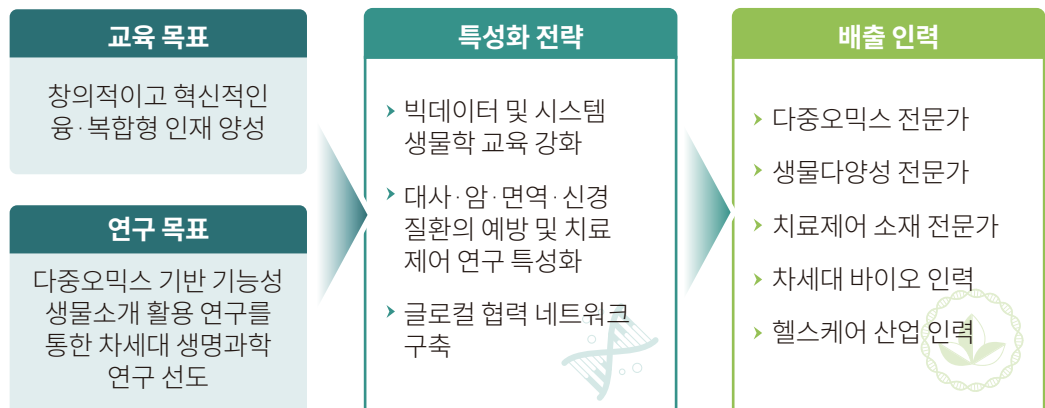 교육 목표
창의적이고 혁신적인
융·복합형 인재 양성
연구 목표
다중오믹스 기반 기능성
생물소개 활용 연구를
통한 차세대 생명과학
연구 선도
특성화 전략
빅데이터 및 시스템
생물학 교육 강화
대사·암·면역·신경
질환의 예방 및 치료
제어 연구 특성화
글로컬 협력 네트워크
구축
배출 인력
다중오믹스 전문가
생물다양성 전문가
치료제어 소재 전문가
차세대 바이오 인력
헬스케어 산업 인력